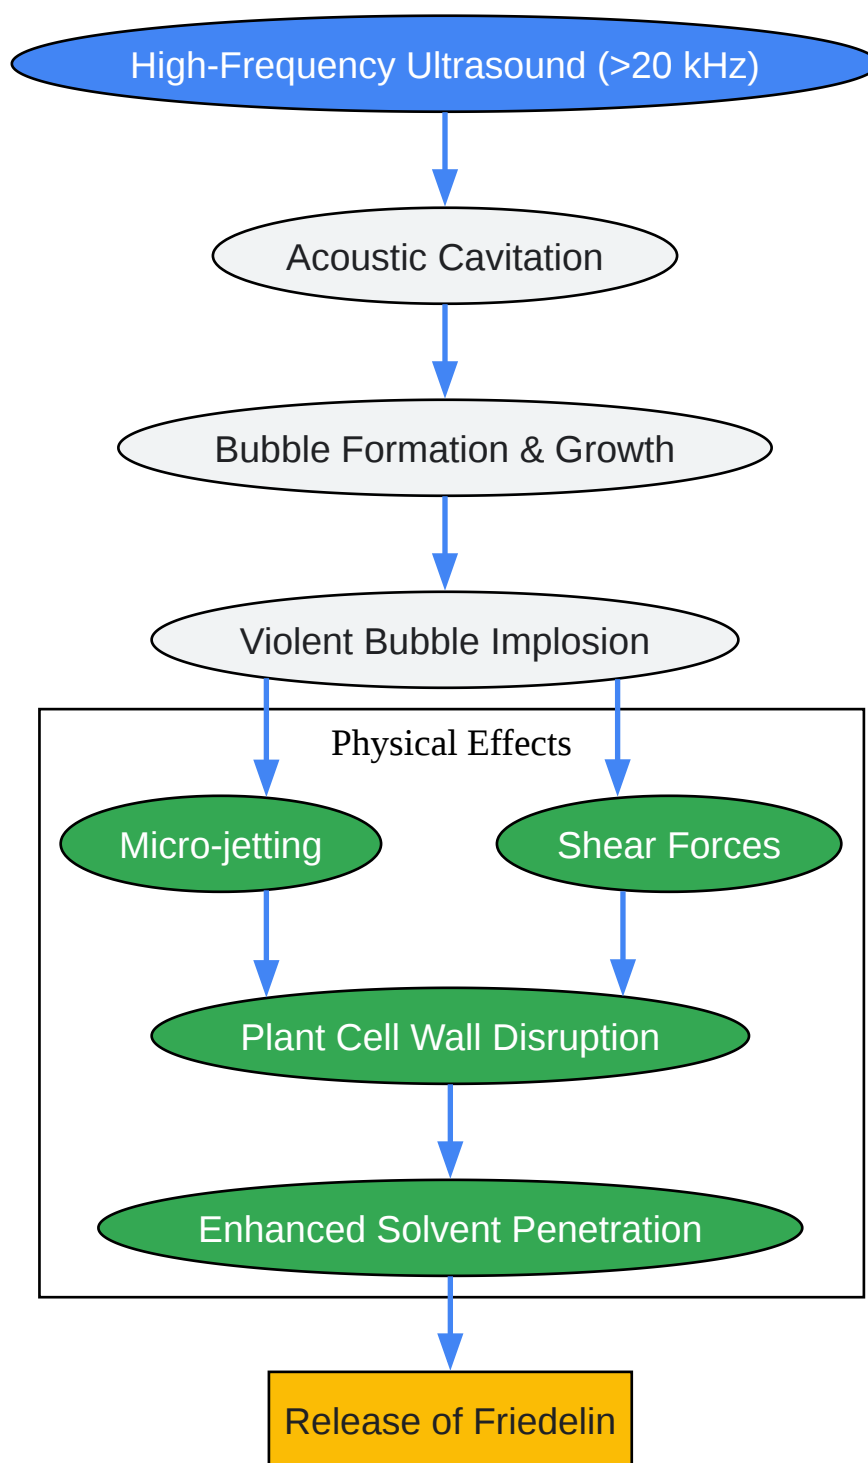 High-Frequency Ultrasound (>20 kHz)
Acoustic Cavitation
Bubble Formation & Growth
Violent Bubble Implosion
Physical Effects
Micro-jetting
Shear Forces
Plant Cell Wall Disruption
Enhanced Solvent Penetration
Release of Friedelin